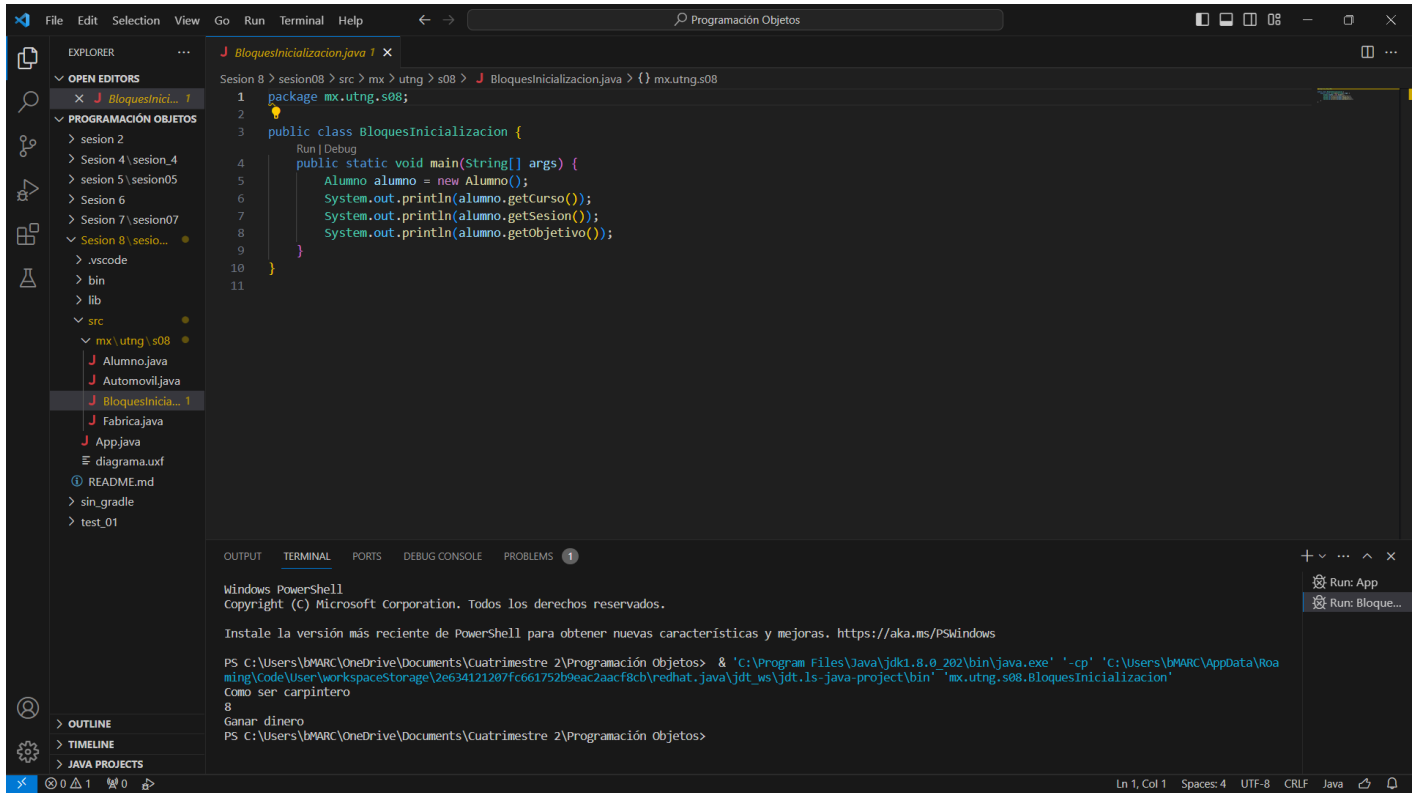 File Edit Selection View Go Run Terminal Help
Programación Objetos
EXPLORER
OPEN EDITORS
BloquesInici... 1
PROGRAMACIÓN OBJETOS
sesion 2
Sesion 4\sesion_4
sesion 5\sesion05
Sesion 6
Sesion 7\sesion07
Sesion 8\sesio...
.vscode
bin
lib
src
mx\utng\s08
Alumno.java
Automovil.java
BloquesInicia... 1
Fabrica.java
App.java
diagrama.uxf
README.md
sin_gradle
test_01
OUTLINE
TIMELINE
JAVA PROJECTS
BloquesInicializacion.java 1
Sesion 8 > sesion08 > src > mx > utng > s08 > J BloquesInicializacion.java > {} mx.utng.s08
1 package mx.utng.s08;
2
3 public class BloquesInicializacion {
Run | Debug
4 public static void main(String[] args) {
5 Alumno alumno = new Alumno();
6 System.out.println(alumno.getCurso());
7 System.out.println(alumno.getSesion());
8 System.out.println(alumno.getObjetivo());
9 }
10 }
11
OUTPUT TERMINAL PORTS DEBUG CONSOLE PROBLEMS 1
Windows PowerShell
Copyright (C) Microsoft Corporation. Todos los derechos reservados.
Instale la versión más reciente de PowerShell para obtener nuevas características y mejoras. https://aka.ms/PSWindows
PS C:\Users\bMARC\OneDrive\Documents\Cuatrimestre 2\Programación Objetos> & 'C:\Program Files\Java\jdk1.8.0_202\bin\java.exe' '-cp' 'C:\Users\bMARC\AppData\Roa
ming\Code\User\workspaceStorage\2e634121207fc661752b9eac2aacf8cb\redhat.java\jdt_ws\jdt.ls-java-project\bin' 'mx.utng.s08.BloquesInicializacion'
Como ser carpintero
8
Ganar dinero
PS C:\Users\bMARC\OneDrive\Documents\Cuatrimestre 2\Programación Objetos>
Run: App
Run: Bloque...
0 1 0
Ln 1, Col 1 Spaces: 4 UTF-8 CRLF Java